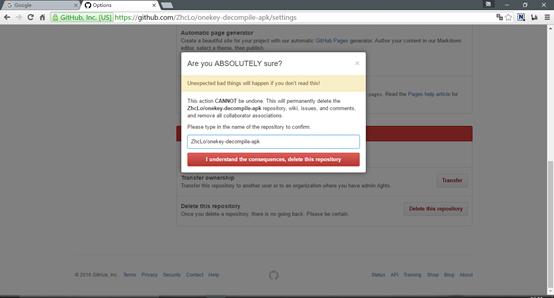 Google
Options
GitHub, Inc. [US] https://github.com/ZhcLo/onekey-decompile-apk/settings
Automatic page generator
Create a beautiful site for your project with our automatic GitHub Pages generator. Author your content in our Markdown
editor, select a theme, then publish.
Are you ABSOLUTELY sure?
×
Unexpected bad things will happen if you don't read this!
pages. Read the Pages help article for
This action CANNOT be undone. This will permanently delete the
ZhcLo/onekey-decompile-apk repository, wiki, issues, and comments,
and remove all collaborator associations.
Please type in the name of the repository to confirm.
ZhcLo/onekey-decompile-apk
I understand the consequences, delete this repository
Transfer ownership
Transfer this repository to another user or to an organization where you have admin rights.
Transfer
Delete this repository
Once you delete a repository, there is no going back. Please be certain.
Delete this repository
© 2016 GitHub, Inc. Terms Privacy Security Contact Help
Status API Training Shop Blog About